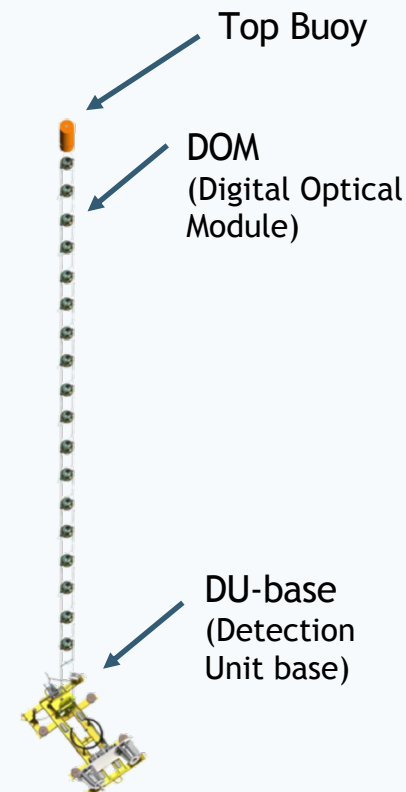 Top Buoy
DOM
(Digital Optical
Module)
DU-base
(Detection
Unit base)